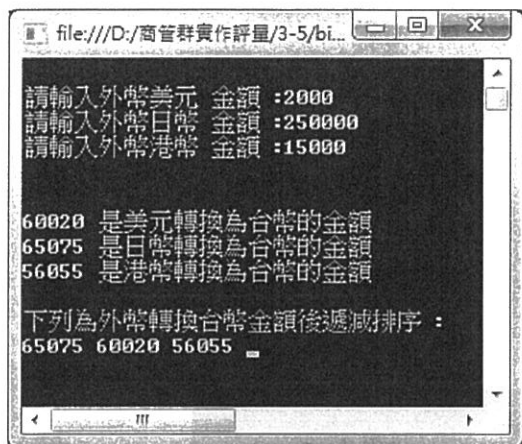 file:///D:/商管群實作評量/3-5/bi...
請輸入外幣美元 金額 :2000
請輸入外幣日幣 金額 :250000
請輸入外幣港幣 金額 :15000
60020 是美元轉換為台幣的金額
65075 是日幣轉換為台幣的金額
56055 是港幣轉換為台幣的金額
下列為外幣轉換台幣金額後遞減排序 :
65075 60020 56055